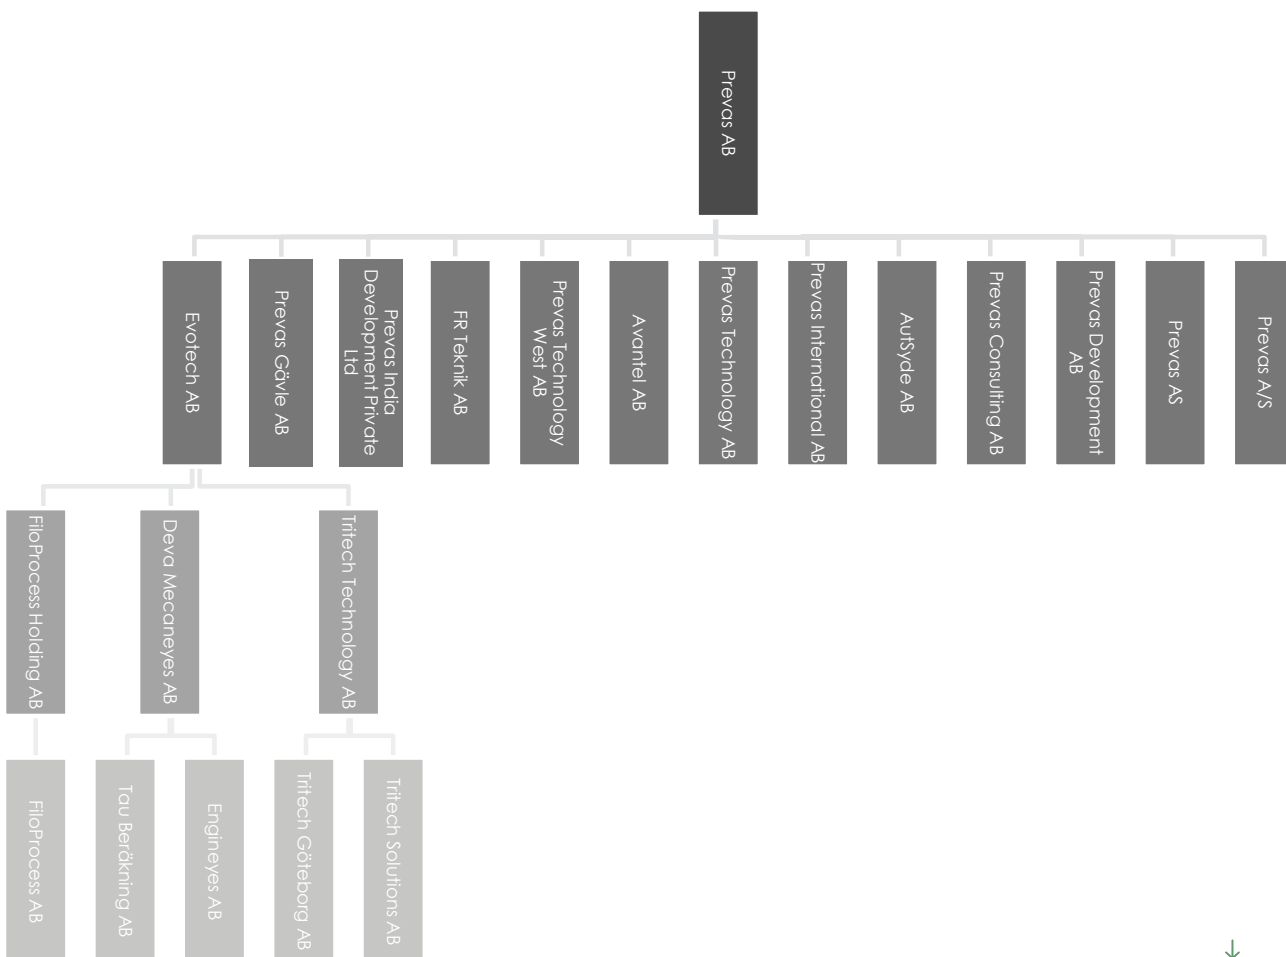 Prevas AB
Evotech AB
Prevas Gävle AB
Prevas India
Development Private
Ltd
FR Teknik AB
Prevas Technology
West AB
Avantel AB
Prevas Technology AB
Prevas International AB
AutSyde AB
Prevas Consulting AB
Prevas Development
AB
Prevas AS
Prevas A/S
FiloProcess Holding AB
Deva Mecaneyes AB
Tritech Technology AB
FiloProcess AB
Tau Beräkning AB
Engineyes AB
Tritech Göteborg AB
Tritech Solutions AB